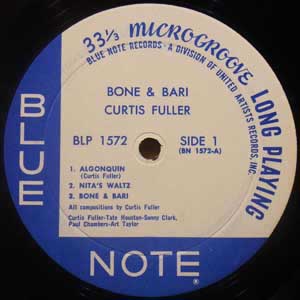 33 1/3 MICROGROOVE LONG PLAYING
BLUE NOTE RECORDS • A DIVISION OF UNITED ARTISTS RECORDS, INC.
BONE & BARI
CURTIS FULLER
BLP 1572 SIDE 1
(BN 1572-A)
1. ALGONQUIN
(Curtis Fuller)
2. NITA'S WALTZ
3. BONE & BARI
All compositions by Curtis Fuller
Curtis Fuller-Tate Houston-Sonny Clark,
Paul Chambers-Art Taylor
BLUE
NOTE ®